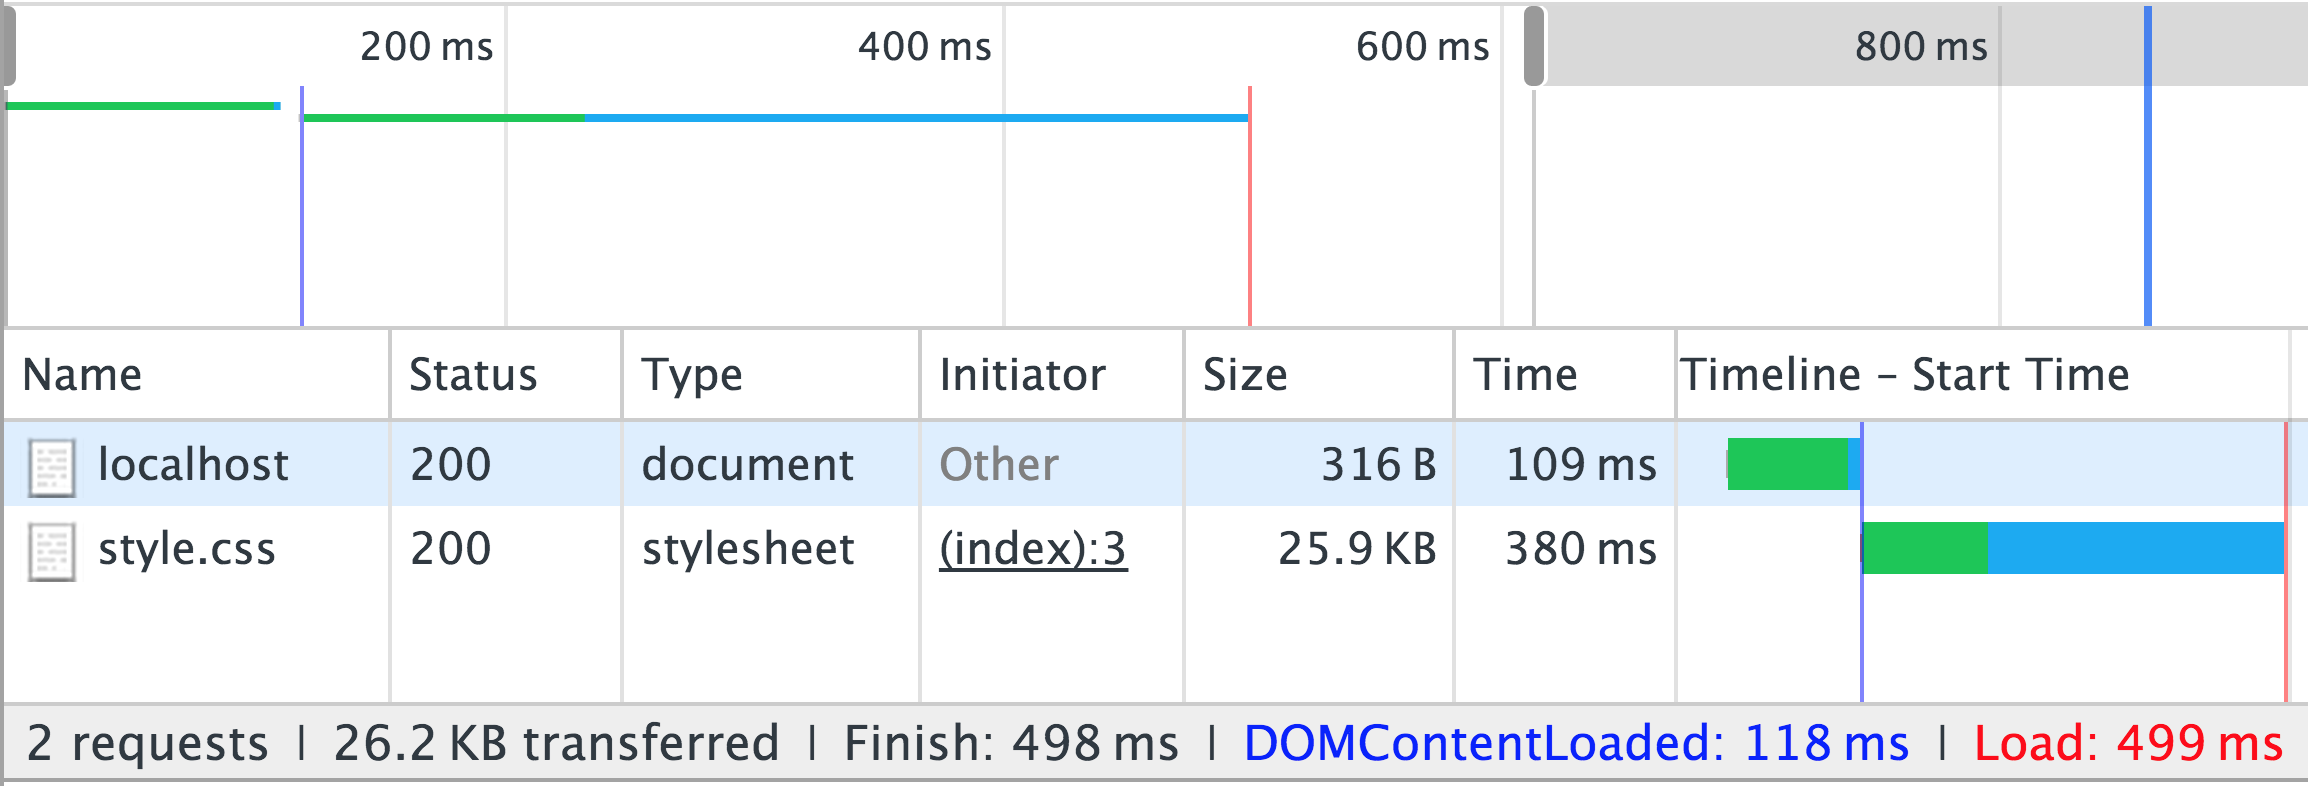 200 ms 400 ms 600 ms 800 ms
Name Status Type Initiator Size Time Timeline – Start Time
localhost 200 document Other 316 B 109 ms
style.css 200 stylesheet (index):3 25.9 KB 380 ms
2 requests | 26.2 KB transferred | Finish: 498 ms | DOMContentLoaded: 118 ms | Load: 499 ms